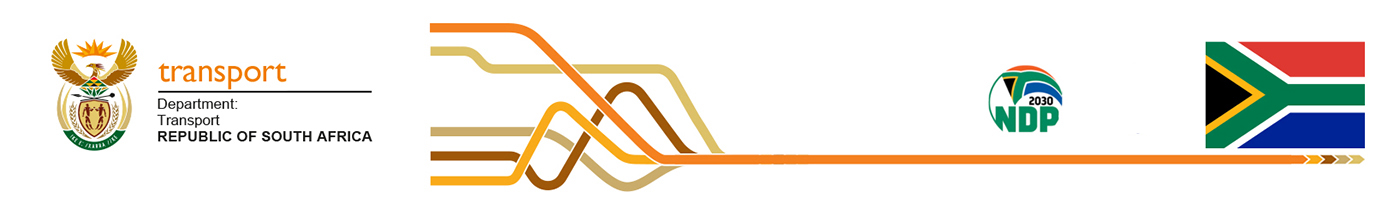 transport
Department:
Transport
REPUBLIC OF SOUTH AFRICA
2030
NDP